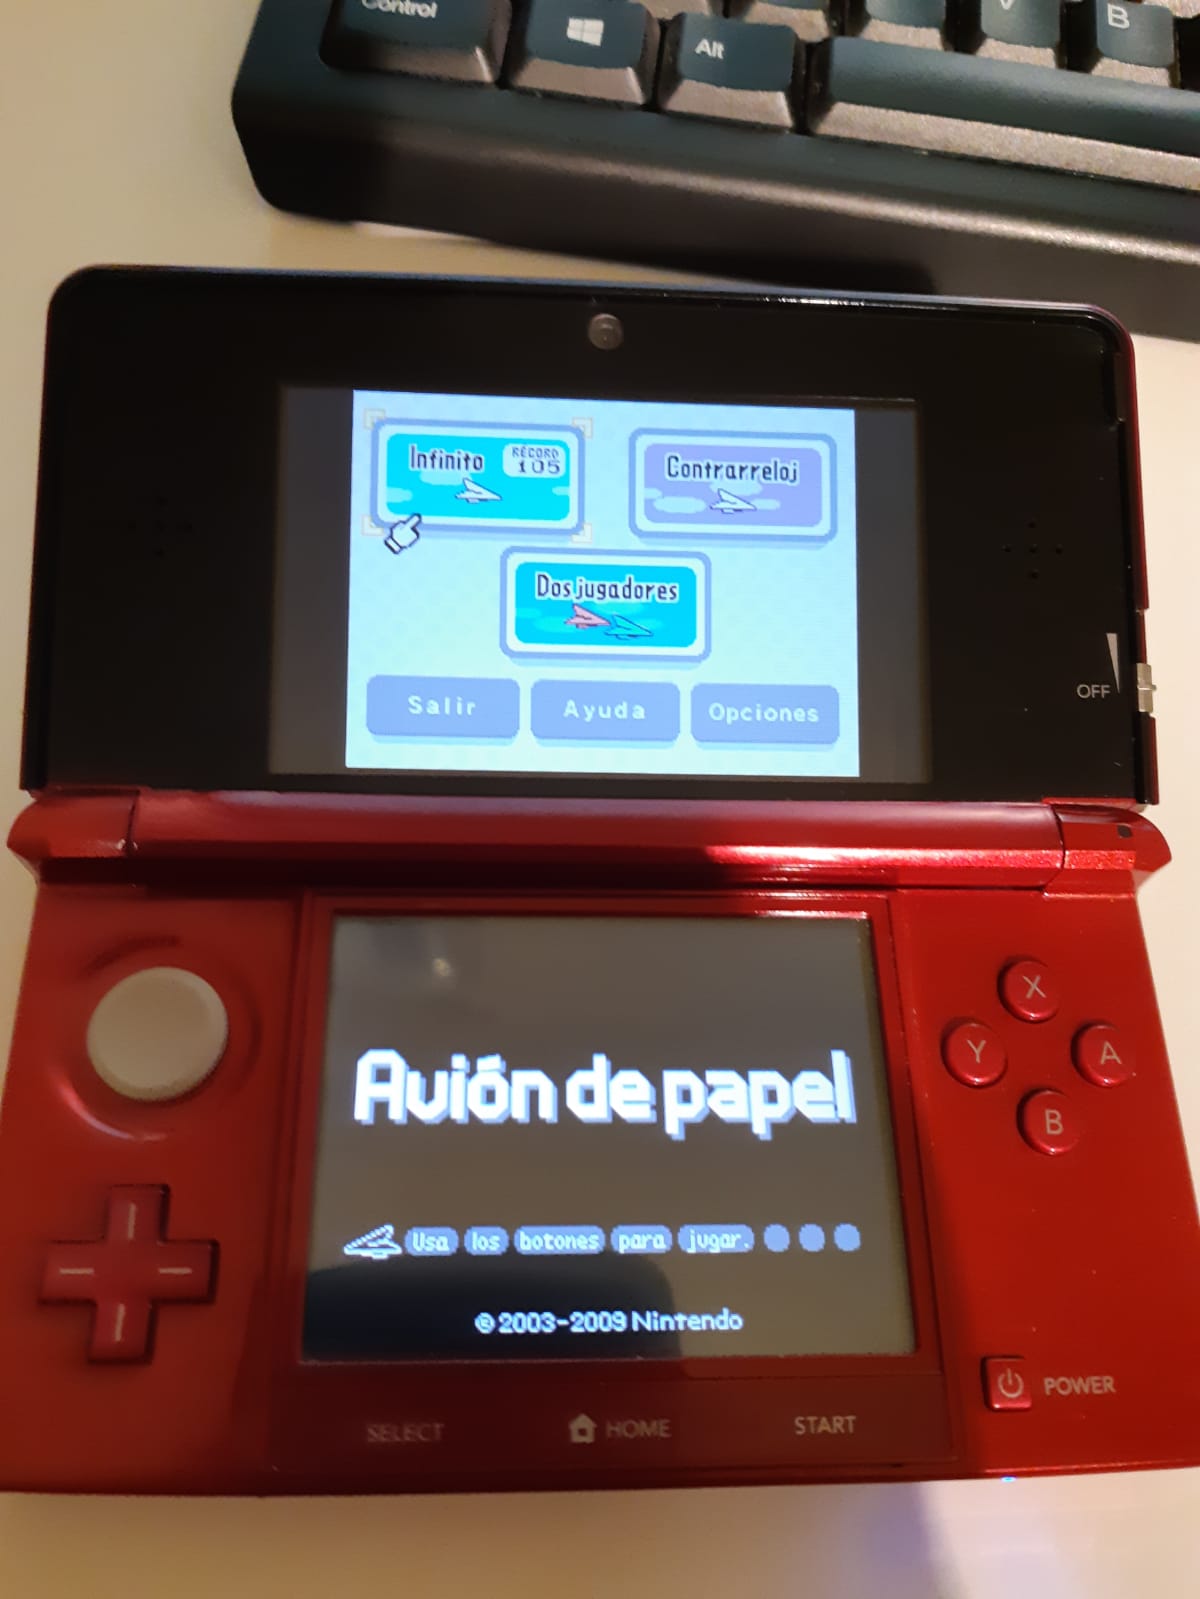 Control
Alt
V
B
Infinito
RÉCORD
105
Contrarreloj
Dos jugadores
Salir
Ayuda
Opciones
OFF
X
Y
A
B
Avión de papel
Usa los botones para jugar.
© 2003-2009 Nintendo
SELECT
HOME
START
POWER